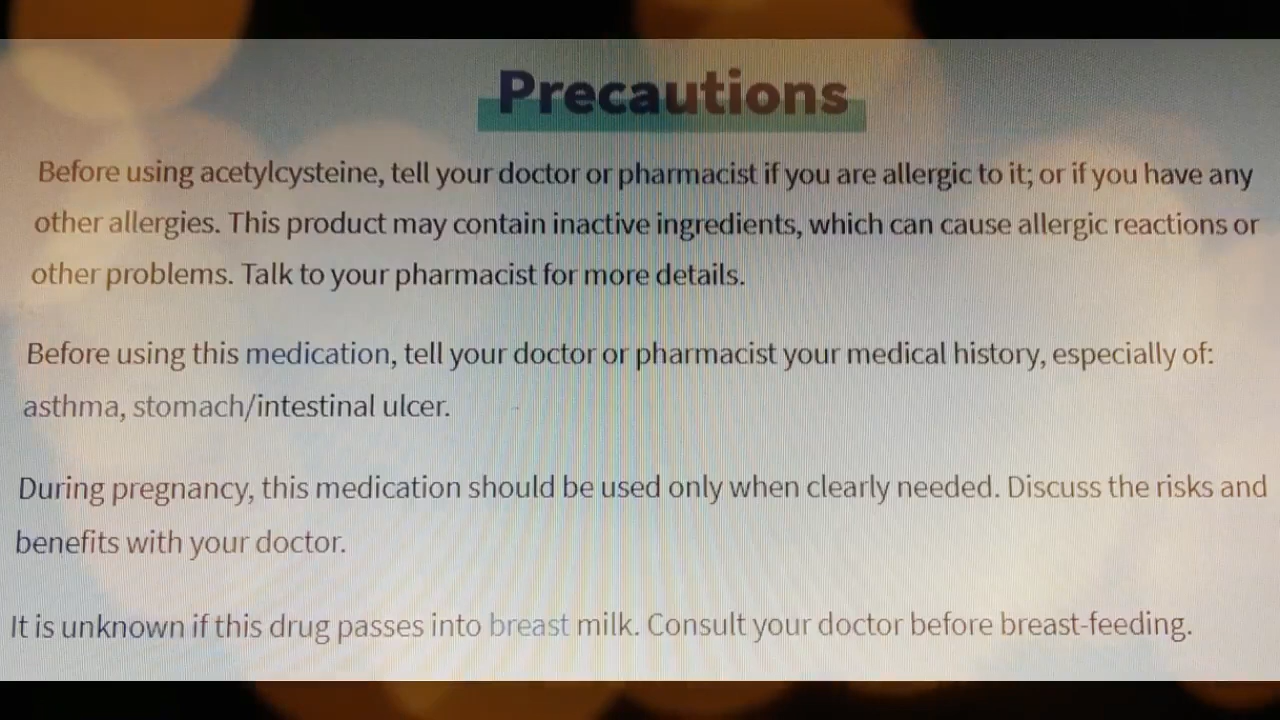 Precautions
Before using acetylcysteine, tell your doctor or pharmacist if you are allergic to it; or if you have any
other allergies. This product may contain inactive ingredients, which can cause allergic reactions or
other problems. Talk to your pharmacist for more details.
Before using this medication, tell your doctor or pharmacist your medical history, especially of:
asthma, stomach/intestinal ulcer.
During pregnancy, this medication should be used only when clearly needed. Discuss the risks and
benefits with your doctor.
It is unknown if this drug passes into breast milk. Consult your doctor before breast-feeding.